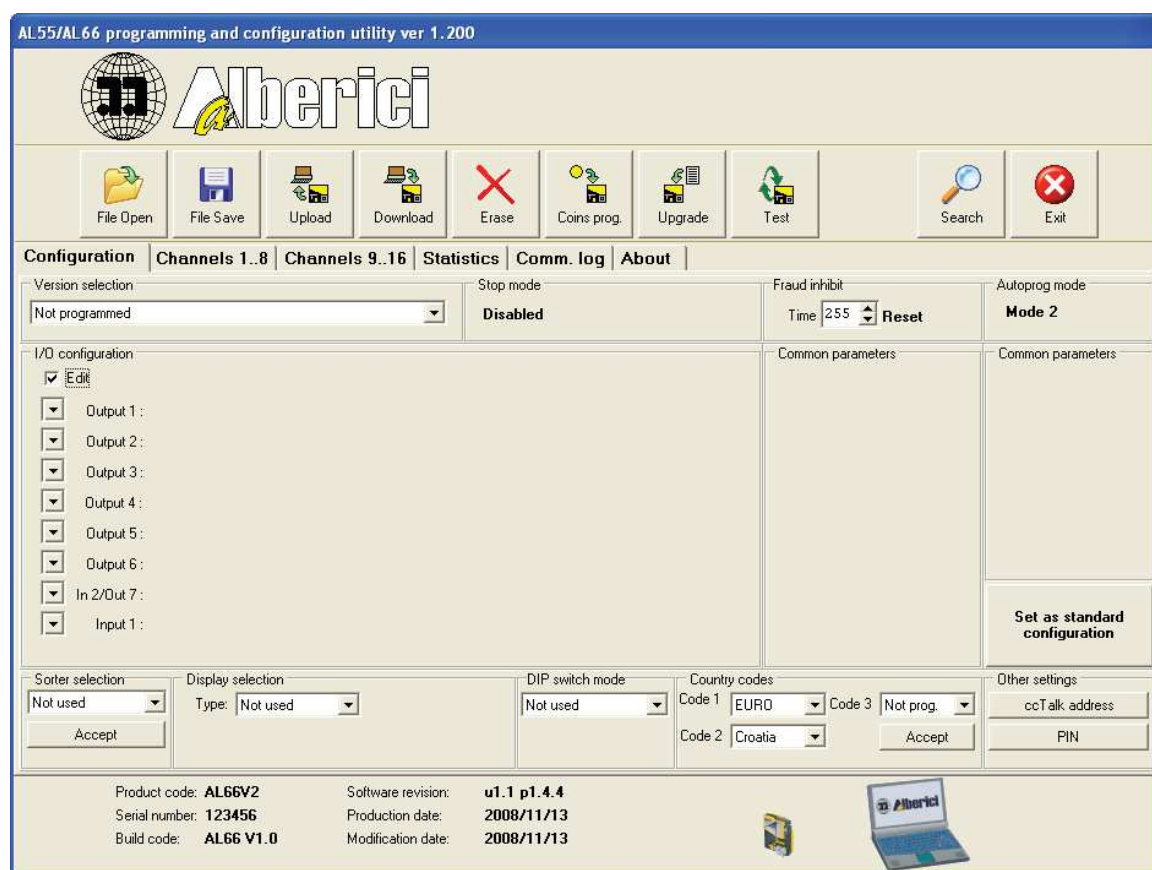 AL55/AL66 programming and configuration utility ver 1.200
Alberici
File Open File Save Upload Download Erase Coins prog. Upgrade Test Search Exit
Configuration Channels 1..8 Channels 9..16 Statistics Comm. log About
Version selection Stop mode Fraud inhibit Autoprog mode
Not programmed Disabled Time 255 Reset Mode 2
I/O configuration Common parameters Common parameters
Edit
Output 1 :
Output 2 :
Output 3 :
Output 4 :
Output 5 :
Output 6 :
In 2/Out 7 :
Input 1 :
Set as standard
configuration
Sorter selection Display selection DIP switch mode Country codes Other settings
Not used Type: Not used Not used Code 1 EURO Code 3 Not prog. ccTalk address
Accept Code 2 Croatia Accept PIN
Product code: AL66V2 Software revision: u1.1 p1.4.4
Serial number: 123456 Production date: 2008/11/13
Build code: AL66 V1.0 Modification date: 2008/11/13
Alberici